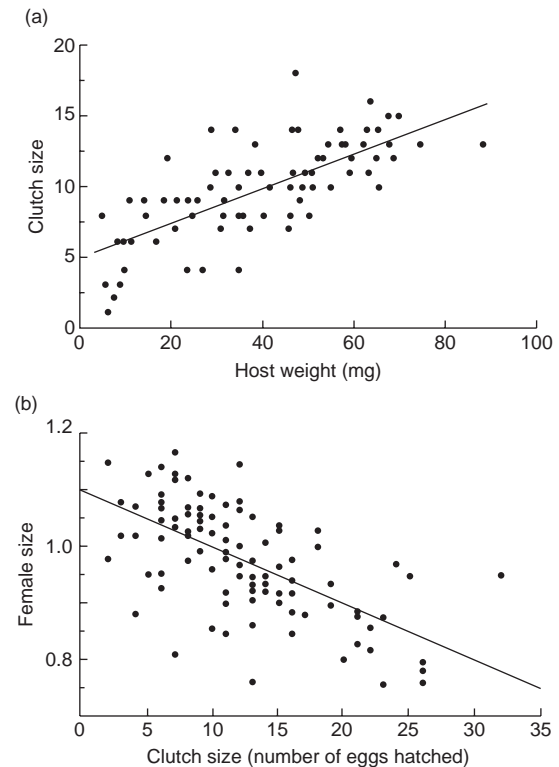 (a)
20
15
10
5
0
Clutch size
0 20 40 60 80 100
Host weight (mg)
(b)
1.2
1.0
0.8
Female size
0 5 10 15 20 25 30 35
Clutch size (number of eggs hatched)